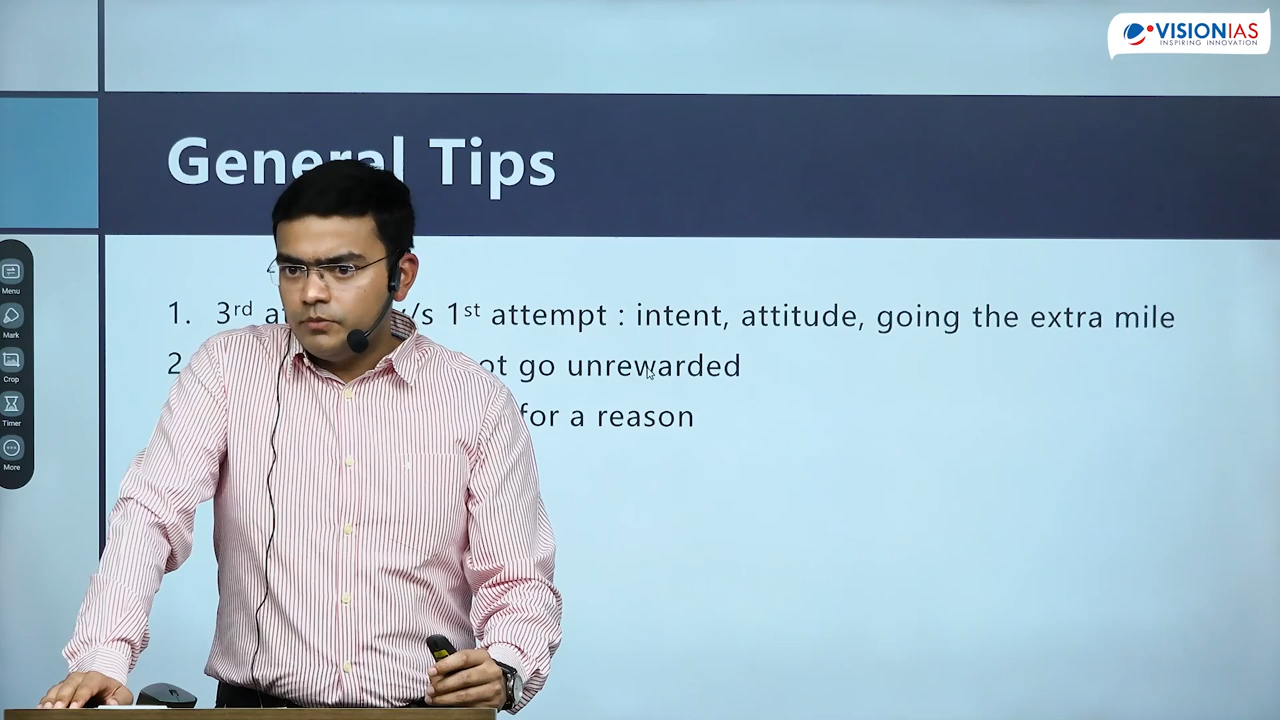 VISIONIAS
INSPIRING INNOVATION
General Tips
1. 3rd v/s 1st attempt : intent, attitude, going the extra mile
2 go unrewarded
for a reason
Menu
Mark
Crop
Timer
More